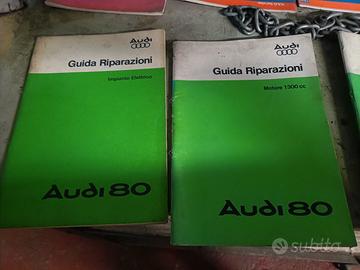 Audi
Guida Riparazioni
Impianto Elettrico
Audi 80
Audi
Guida Riparazioni
Motore 1300 cc
Audi 80
subito